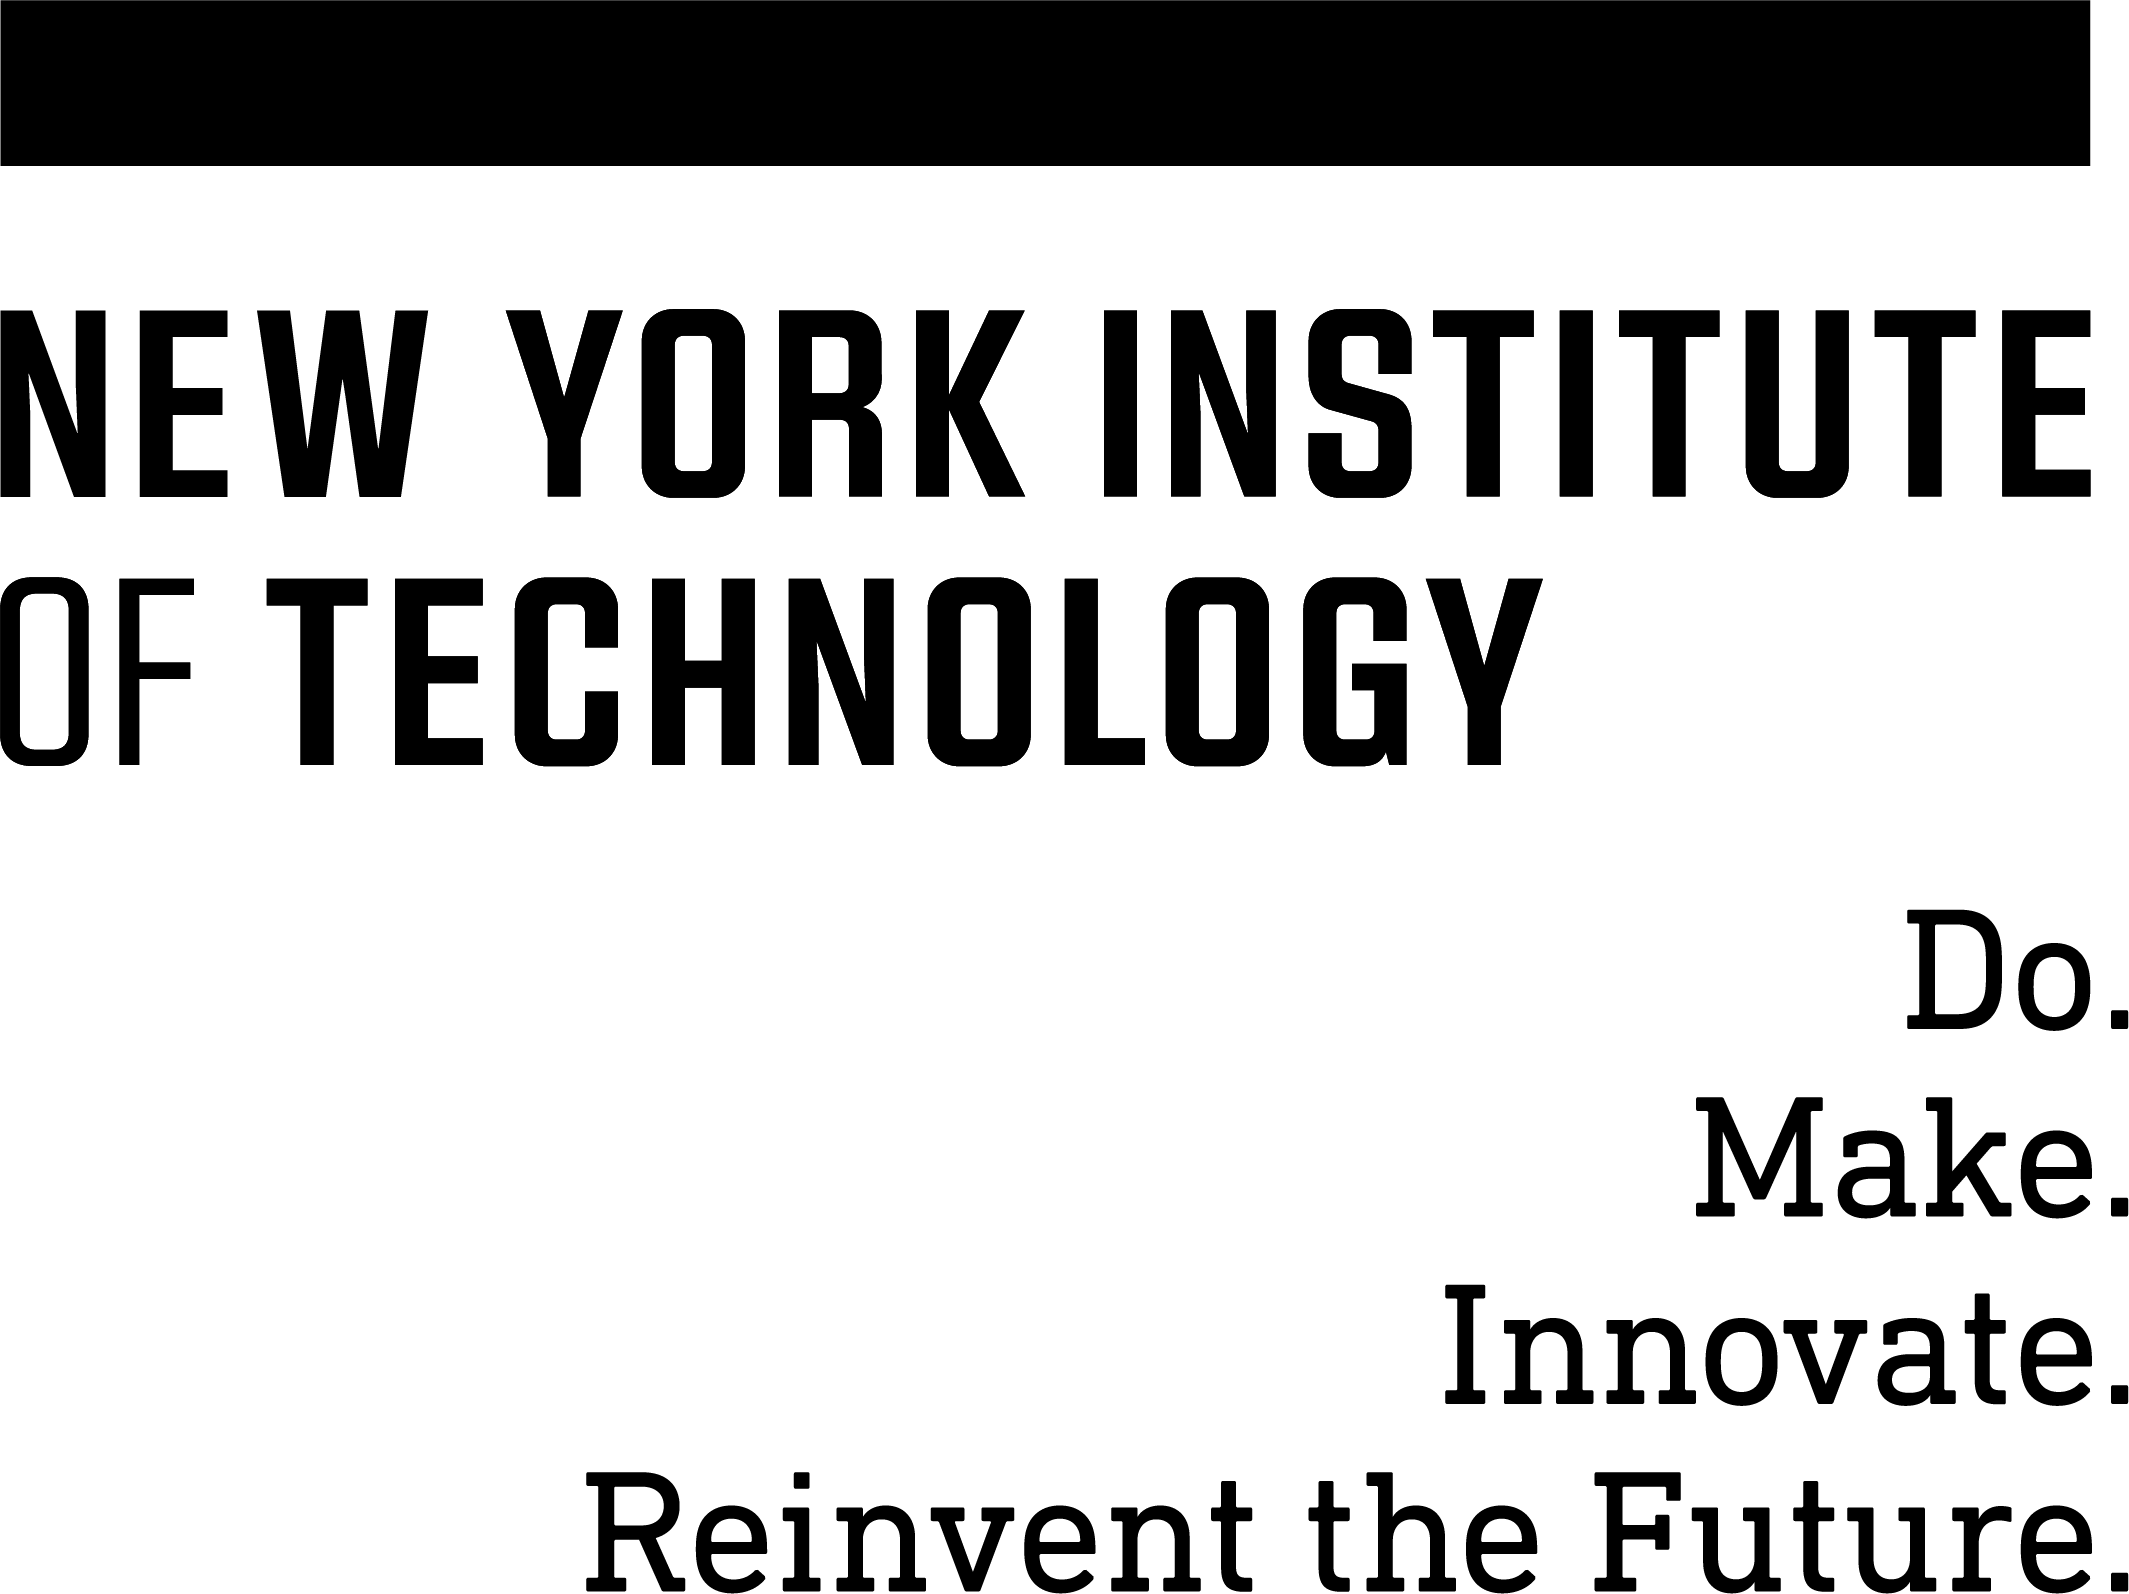 NEW YORK INSTITUTE
OF TECHNOLOGY
Do.
Make.
Innovate.
Reinvent the Future.